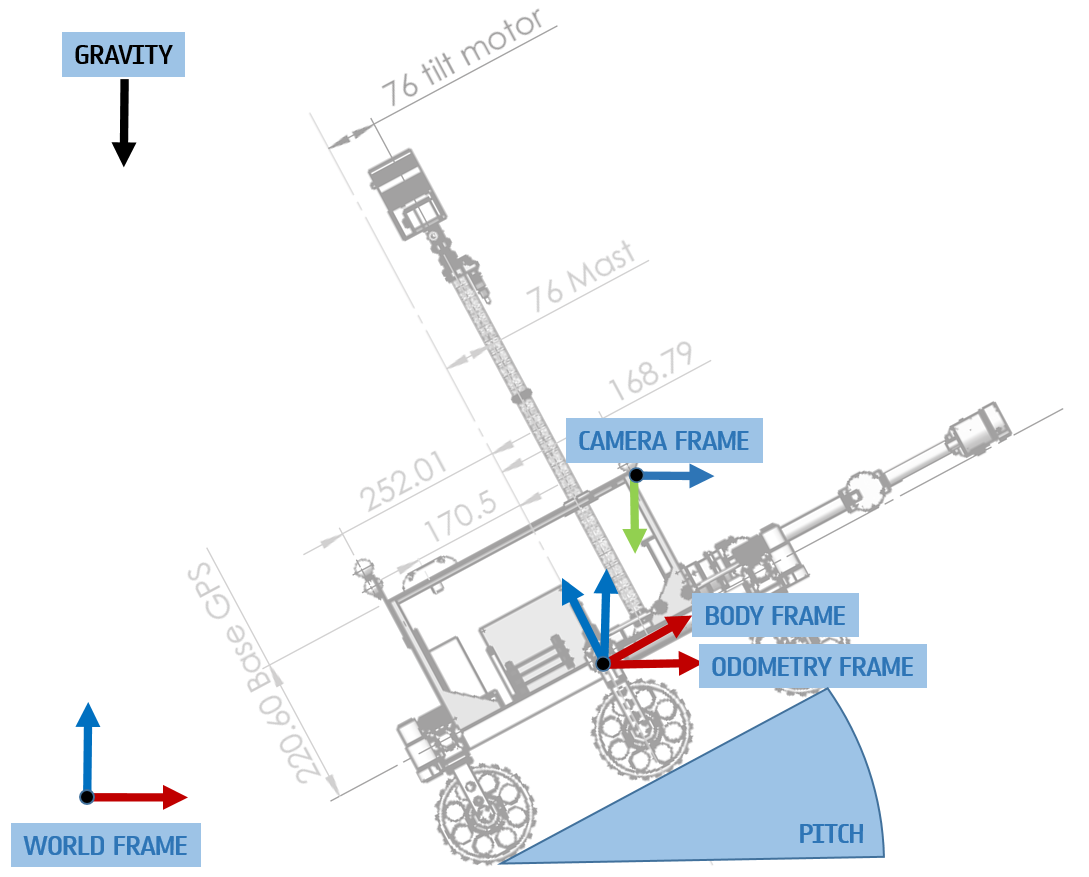 GRAVITY
76 tilt motor
76 Mast
168.79
CAMERA FRAME
252.01
170.5
220.60 Base GPS
BODY FRAME
ODOMETRY FRAME
WORLD FRAME
PITCH